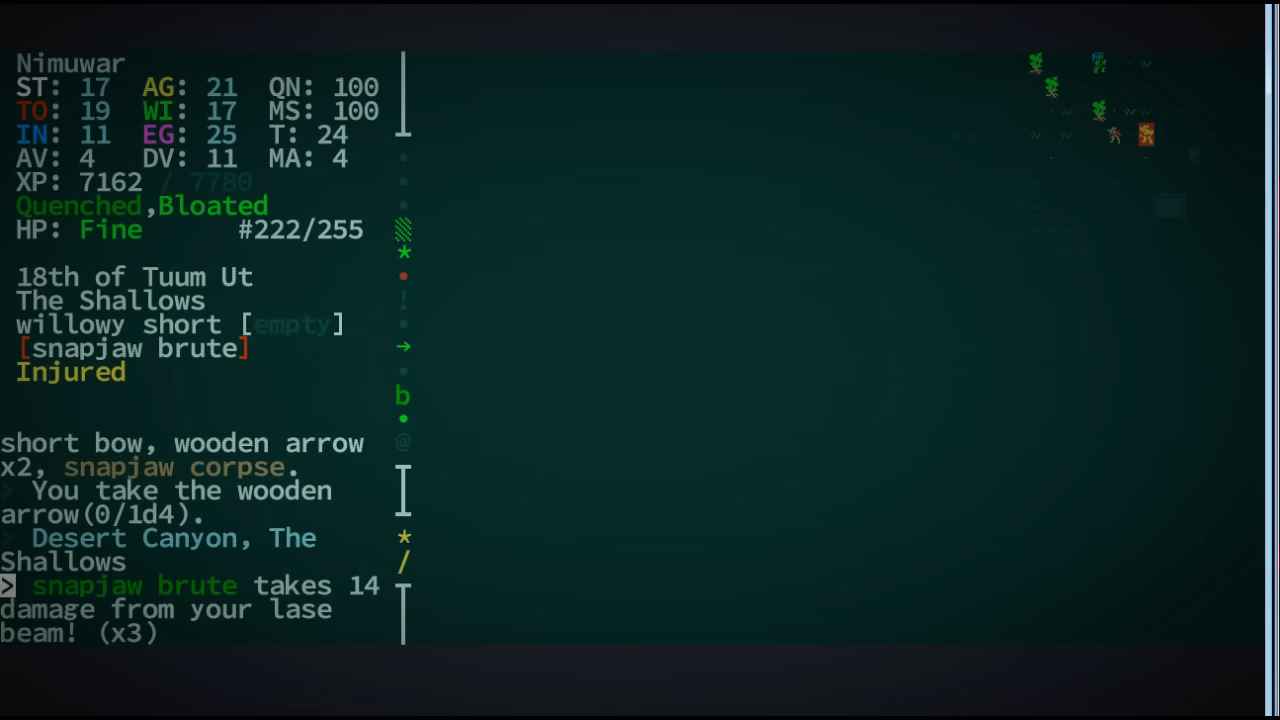 Nimuwar
ST: 17 AG: 21 QN: 100
TO: 19 WI: 17 MS: 100
IN: 11 EG: 25 T: 24
AV: 4 DV: 11 MA: 4
XP: 7162 / 7780
Quenched,Bloated
HP: Fine #222/255
18th of Tuum Ut
The Shallows
willowy short [empty]
[snapjaw brute]
Injured
short bow, wooden arrow
x2, snapjaw corpse.
> You take the wooden
arrow(0/1d4).
> Desert Canyon, The
Shallows
> snapjaw brute takes 14
damage from your lase
beam! (x3)